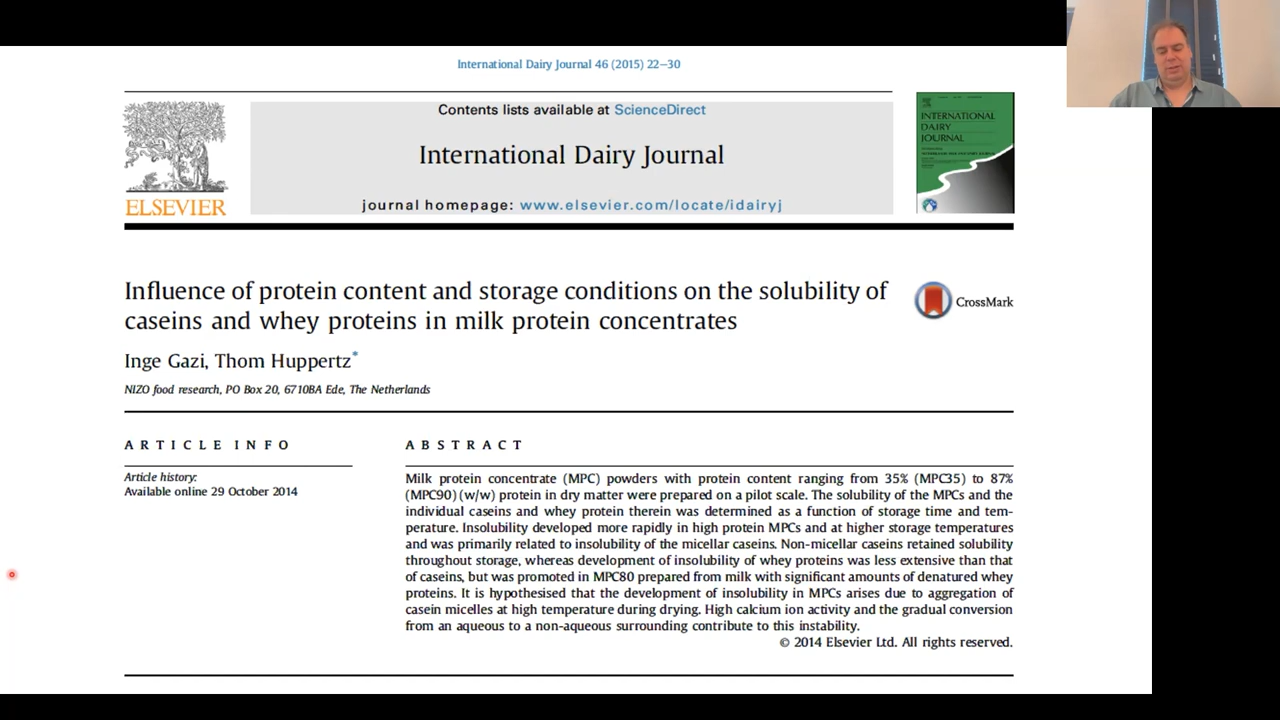 International Dairy Journal 46 (2015) 22–30
Contents lists available at ScienceDirect
International Dairy Journal
journal homepage: www.elsevier.com/locate/idairyj
ELSEVIER
INTERNATIONAL
DAIRY
JOURNAL
Influence of protein content and storage conditions on the solubility of
caseins and whey proteins in milk protein concentrates
CrossMark
Inge Gazi, Thom Huppertz*
NIZO food research, PO Box 20, 6710BA Ede, The Netherlands
ARTICLE INFO
Article history:
Available online 29 October 2014
ABSTRACT
Milk protein concentrate (MPC) powders with protein content ranging from 35% (MPC35) to 87%
(MPC90) (w/w) protein in dry matter were prepared on a pilot scale. The solubility of the MPCs and the
individual caseins and whey protein therein was determined as a function of storage time and tem-
perature. Insolubility developed more rapidly in high protein MPCs and at higher storage temperatures
and was primarily related to insolubility of the micellar caseins. Non-micellar caseins retained solubility
throughout storage, whereas development of insolubility of whey proteins was less extensive than that
of caseins, but was promoted in MPC80 prepared from milk with significant amounts of denatured whey
proteins. It is hypothesised that the development of insolubility in MPCs arises due to aggregation of
casein micelles at high temperature during drying. High calcium ion activity and the gradual conversion
from an aqueous to a non-aqueous surrounding contribute to this instability.
© 2014 Elsevier Ltd. All rights reserved.